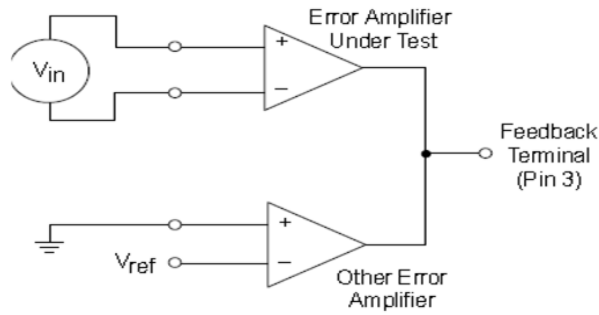 Error Amplifier
Under Test
+
Vin
−
Feedback
Terminal
(Pin 3)
+
Vref
−
Other Error
Amplifier